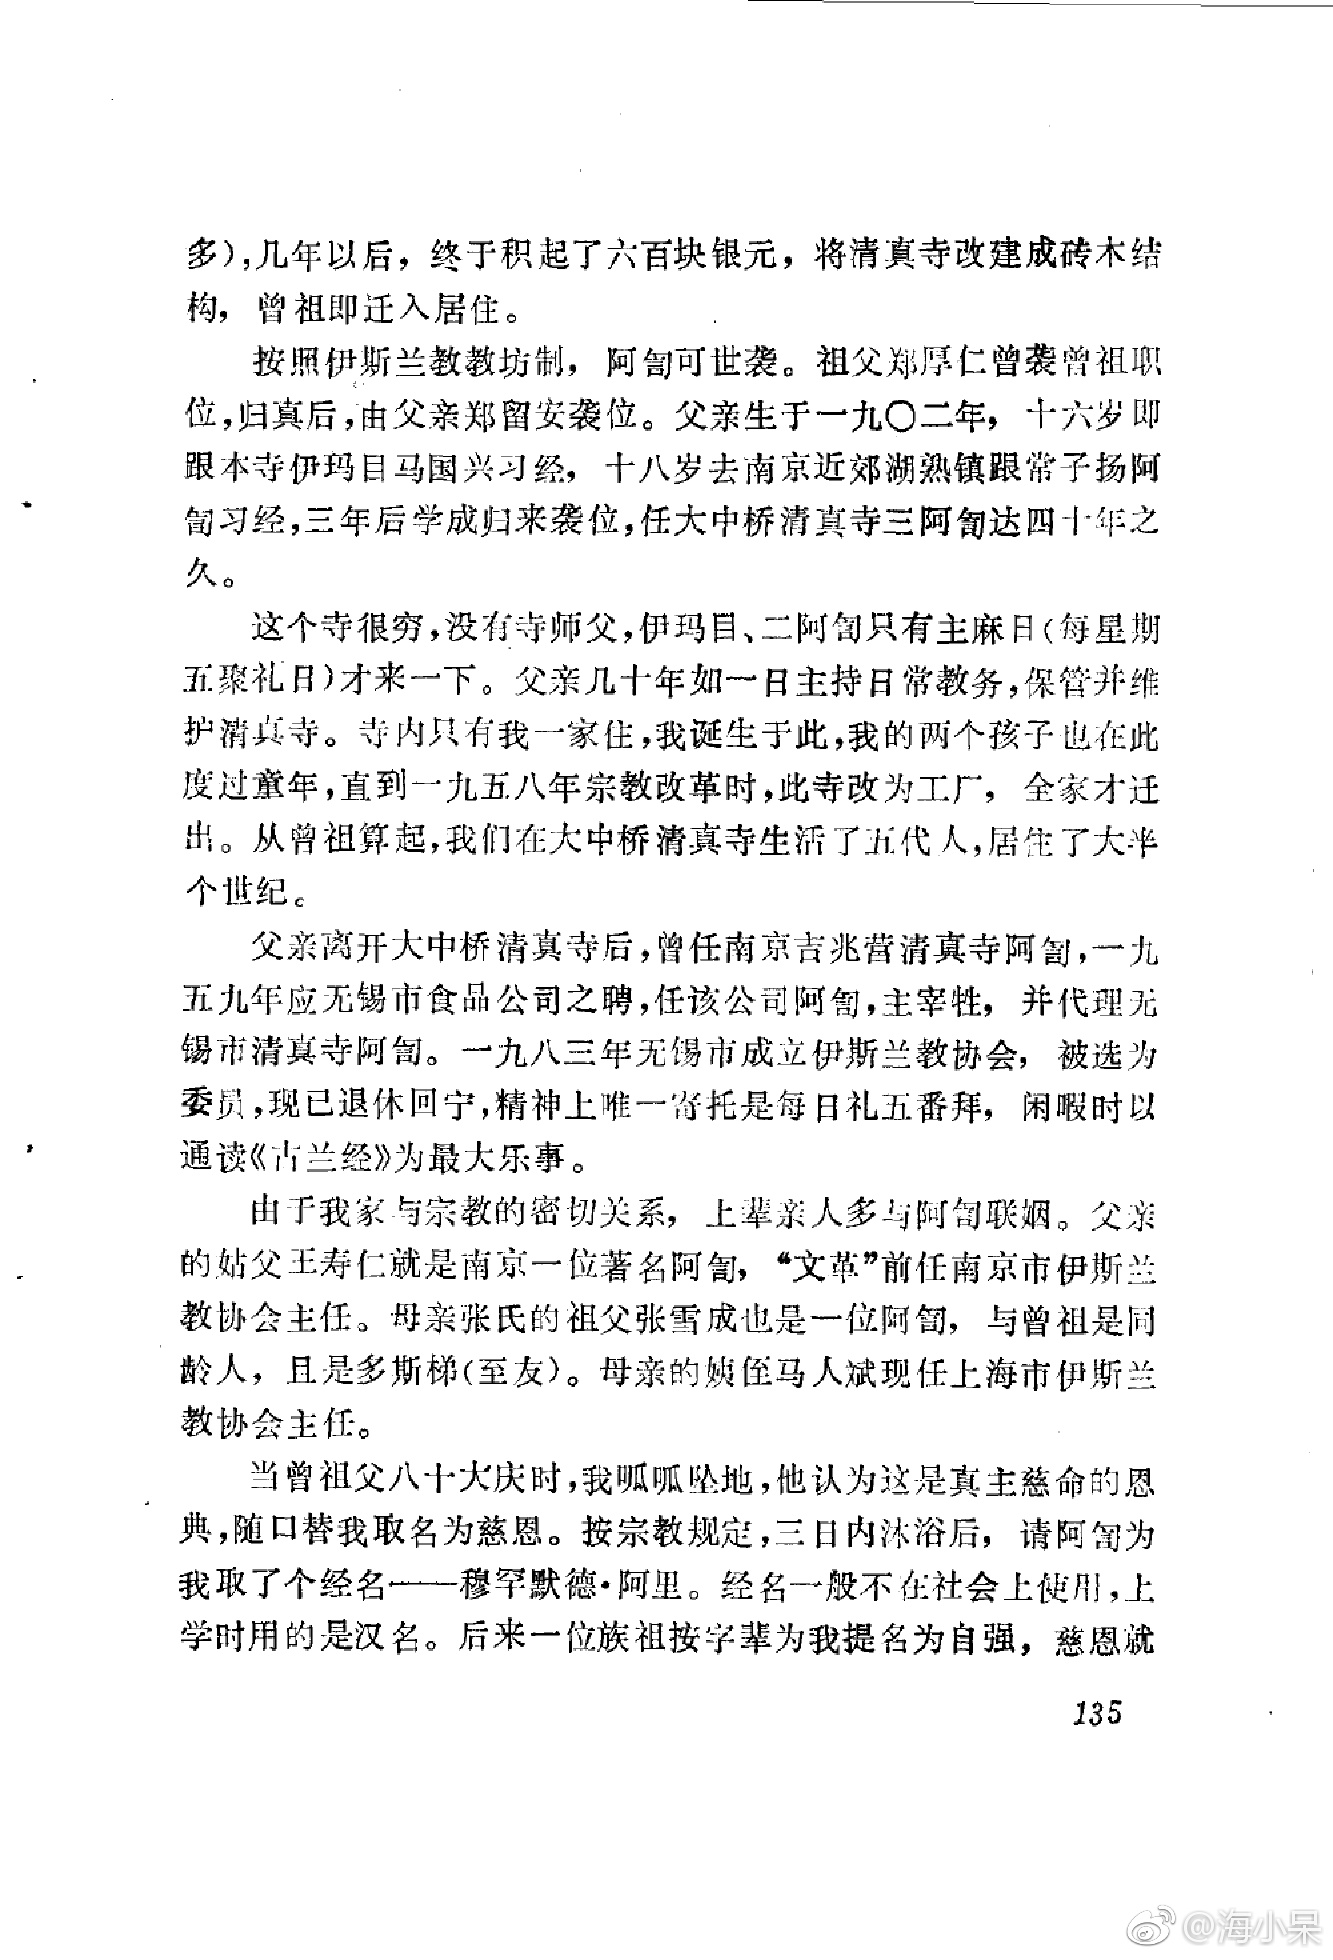 多),几年以后，终于积起了六百块银元，将清真寺改建成砖木结
构，曾祖即迁入居住。
按照伊斯兰教教坊制，阿訇可世袭。祖父郑厚仁曾袭曾祖职
位,归真后,由父亲郑留安袭位。父亲生于一九〇二年，十六岁即
跟本寺伊玛目马国兴习经，十八岁去南京近郊湖熟镇跟常子扬阿
訇习经,三年后学成归来袭位,任大中桥清真寺三阿訇达四十年之
久。
这个寺很穷,没有寺师父,伊玛目、二阿訇只有主麻日(每星期
五聚礼日)才来一下。父亲几十年如一日主持日常教务,保管并维
护清真寺。寺内只有我一家住,我诞生于此,我的两个孩子也在此
度过童年,直到一九五八年宗教改革时,此寺改为工厂，全家才迁
出。从曾祖算起,我们在大中桥清真寺生活了五代人,居住了大半
个世纪。
父亲离开大中桥清真寺后,曾任南京吉兆营清真寺阿訇,一九
五九年应无锡市食品公司之聘,任该公司阿訇,主宰牲，并代理无
锡市清真寺阿訇。一九八三年无锡市成立伊斯兰教协会，被选为
委员,现已退休回宁,精神上唯一寄托是每日礼五番拜，闲暇时以
通读《古兰经》为最大乐事。
由于我家与宗教的密切关系，上辈亲人多与阿訇联姻。父亲
的姑父王寿仁就是南京一位著名阿訇，“文革”前任南京市伊斯兰
教协会主任。母亲张氏的祖父张雪成也是一位阿訇，与曾祖是同
龄人，且是多斯梯(至友)。母亲的姨侄马人斌现任上海市伊斯兰
教协会主任。
当曾祖父八十大庆时,我呱呱坠地,他认为这是真主慈命的恩
典,随口替我取名为慈恩。按宗教规定,三日内沐浴后，请阿訇为
我取了个经名——穆罕默德·阿里。经名一般不在社会上使用,上
学时用的是汉名。后来一位族祖按字辈为我提名为自强，慈恩就
135
@海小呆